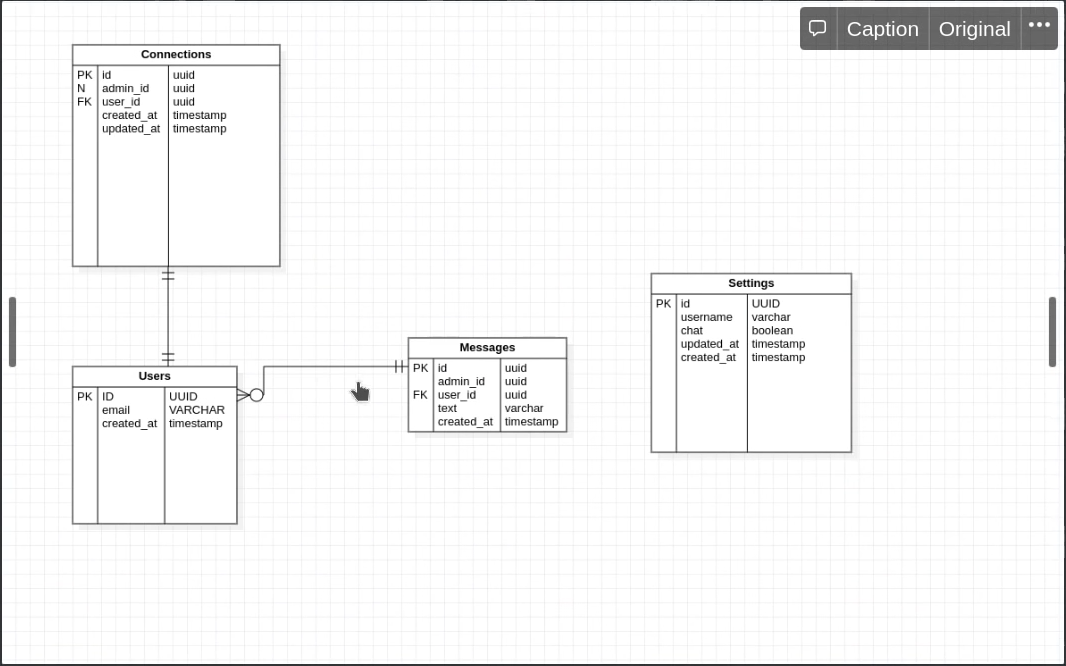 Caption Original
Connections
PK id uuid
N admin_id uuid
FK user_id uuid
created_at timestamp
updated_at timestamp
Settings
PK id UUID
username varchar
chat boolean
updated_at timestamp
created_at timestamp
Messages
PK id uuid
admin_id uuid
FK user_id uuid
text varchar
created_at timestamp
Users
PK ID UUID
email VARCHAR
created_at timestamp